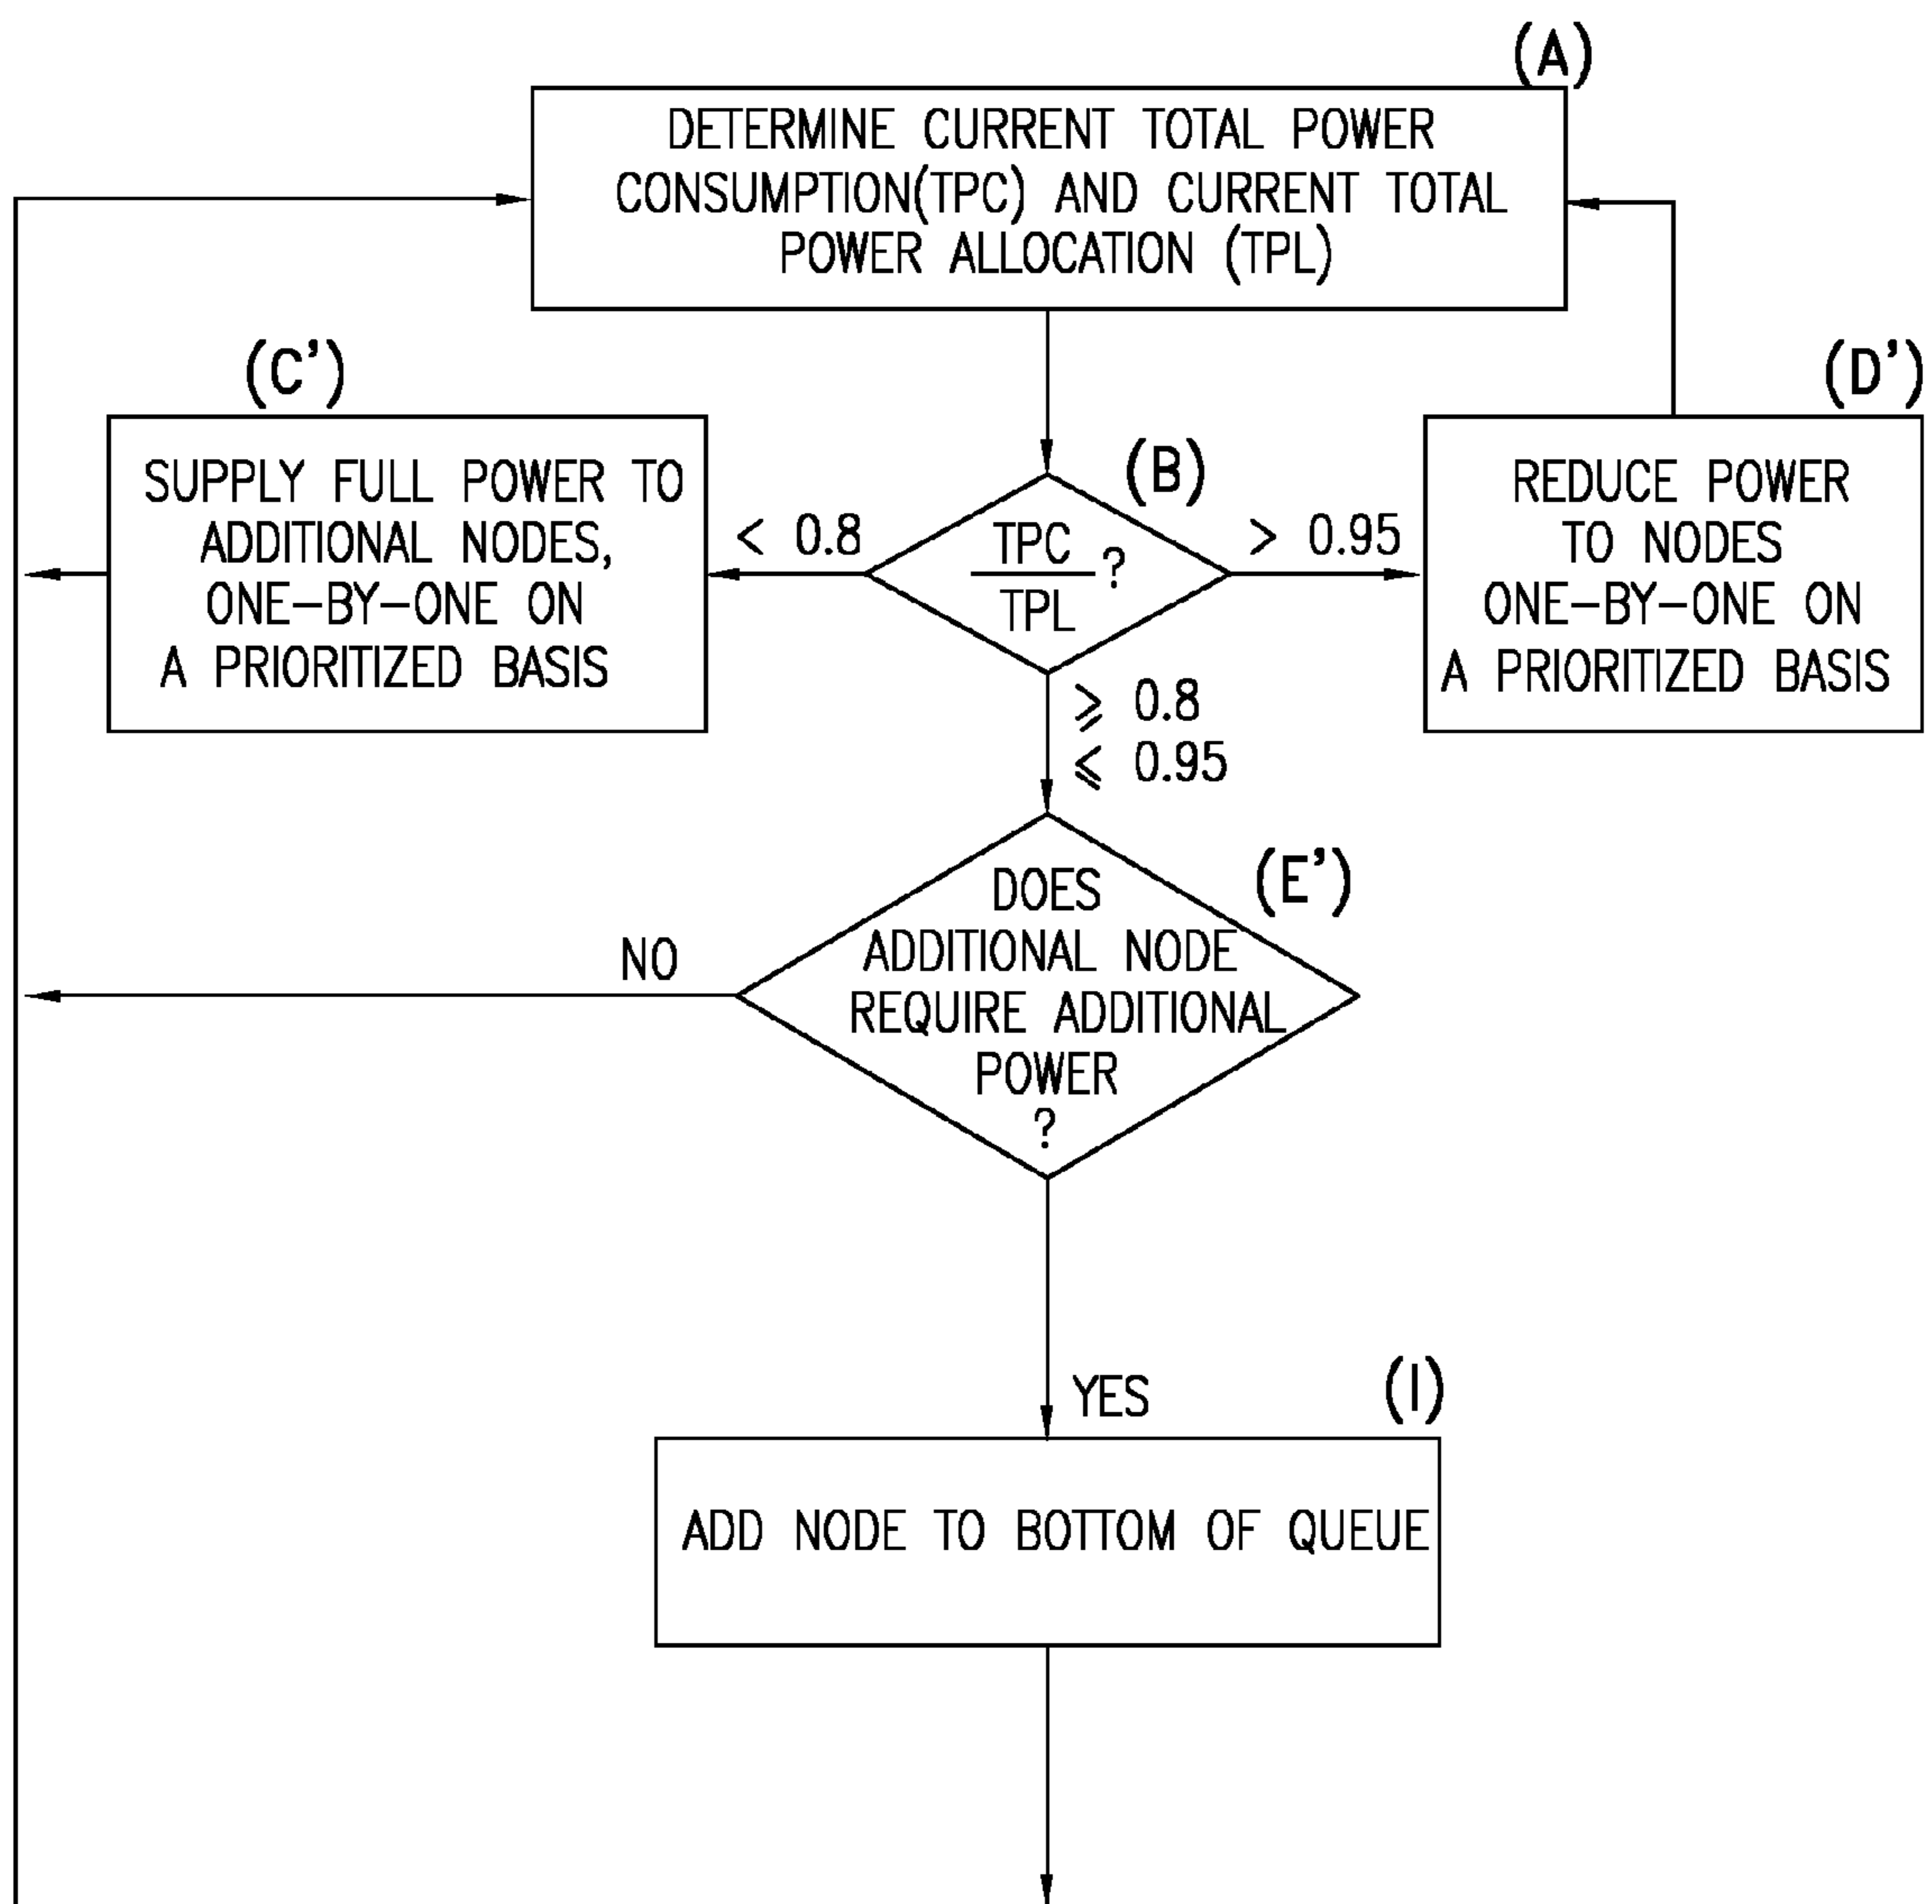 (A)
DETERMINE CURRENT TOTAL POWER
CONSUMPTION(TPC) AND CURRENT TOTAL
POWER ALLOCATION (TPL)
(C')
SUPPLY FULL POWER TO
ADDITIONAL NODES,
ONE-BY-ONE ON
A PRIORITIZED BASIS
(B)
< 0.8
TPC
TPL
?
> 0.95
(D')
REDUCE POWER
TO NODES
ONE-BY-ONE ON
A PRIORITIZED BASIS
⩾ 0.8
⩽ 0.95
(E')
DOES
ADDITIONAL NODE
REQUIRE ADDITIONAL
POWER
?
NO
YES
(I)
ADD NODE TO BOTTOM OF QUEUE